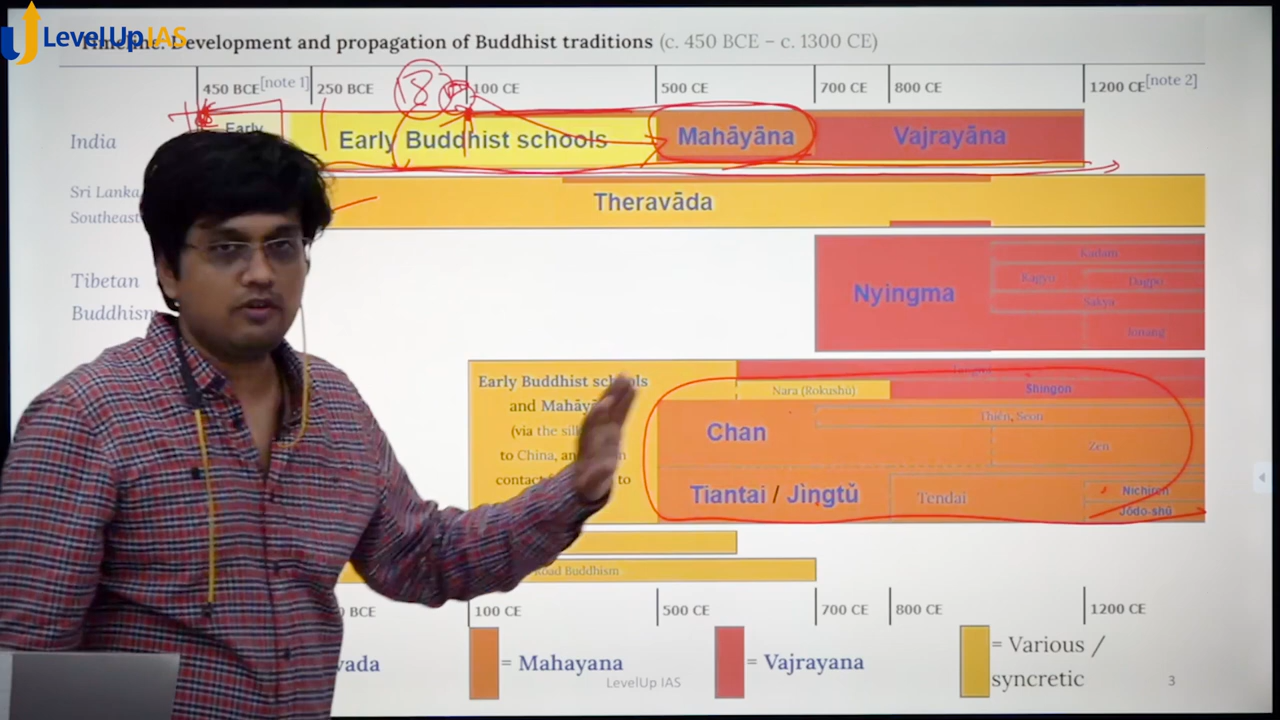 LevelUp IAS
Timeline: Development and propagation of Buddhist traditions (c. 450 BCE – c. 1300 CE)
450 BCE[note 1] 250 BCE 100 CE 500 CE 700 CE 800 CE 1200 CE[note 2]
18
India Early Early Buddhist schools Mahāyāna Vajrayāna
Sri Lanka
Southeast Theravāda
Tibetan
Buddhism
Nyingma
Kadam
Kagyu Dagpo
Sakya
Jonang
Early Buddhist schools
and
(via the
to China, an
contact to
Nara (Rokushū) Shingon
Chan Thiền, Seon
Zen
Tiantai / Jìngtǔ Tendai Nichiren
Jōdo-shū
Road Buddhism
BCE 100 CE 500 CE 700 CE 800 CE 1200 CE
vada = Mahayana = Vajrayana = Various /
syncretic
LevelUp IAS 3